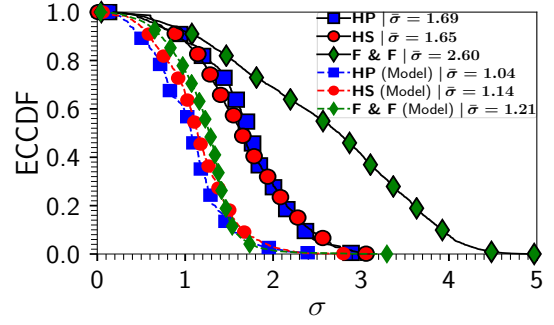 HP | σ̄ = 1.69
HS | σ̄ = 1.65
F & F | σ̄ = 2.60
HP (Model) | σ̄ = 1.04
HS (Model) | σ̄ = 1.14
F & F (Model) | σ̄ = 1.21
ECCDF
1.0
0.8
0.6
0.4
0.2
0.0
0 1 2 3 4 5
σ